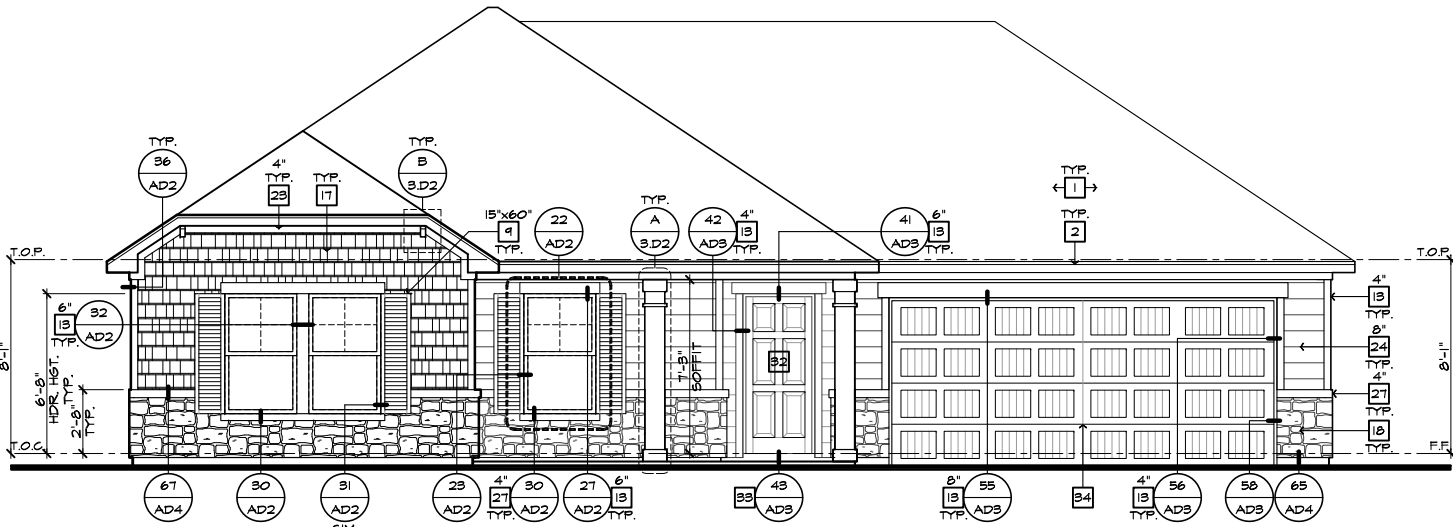 TYP.
36
AD2
4"
TYP.
23
17
TYP.
B
3.D2
15"x60"
9
TYP.
22
AD2
TYP.
A
3.D2
42
AD3
4"
13
TYP.
41
AD3
6"
13
TYP.
TYP.
1
TYP.
2
T.O.P.
T.O.P.
6"
13
TYP.
32
AD2
8'-1"
6'-8"
HDR. HGT.
TYP.
2'-8"
TYP.
7'-3"
SOFFIT
32
4"
13
TYP.
8"
24
TYP.
8'-1"
4"
27
TYP.
18
TYP.
T.O.C.
F.F.
67
AD4
30
AD2
31
AD2
SIM.
23
AD2
4"
27
TYP.
30
AD2
27
AD2
6"
13
TYP.
33
43
AD3
8"
13
TYP.
55
AD3
34
4"
13
TYP.
56
AD3
58
AD3
65
AD4